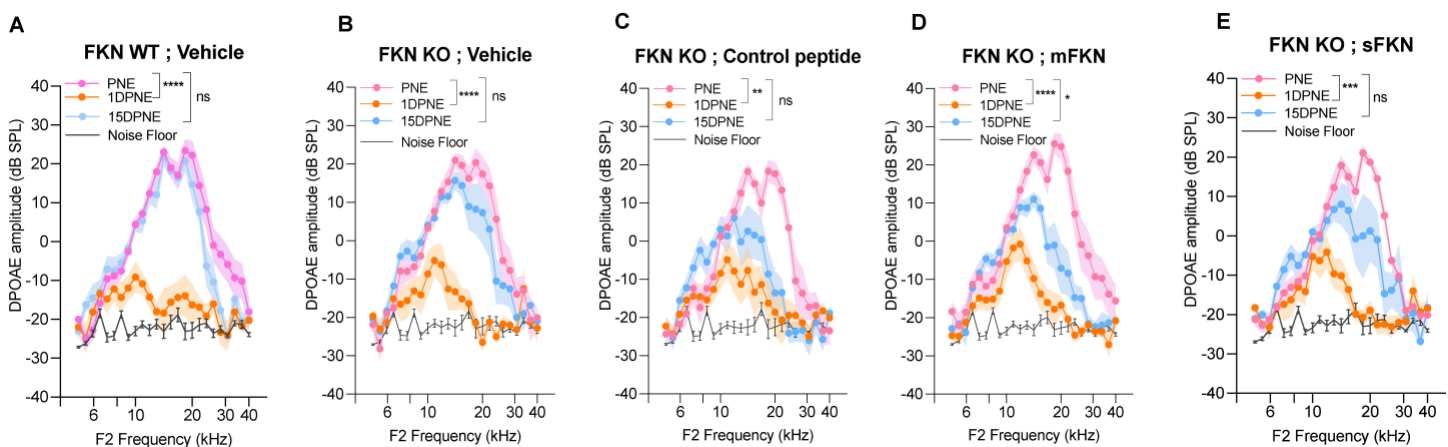 A
FKN WT ; Vehicle
PNE
1DPNE
15DPNE
Noise Floor
****
ns
DPOAE amplitude (dB SPL)
40
30
20
10
0
-10
-20
-30
-40
6
10
20
30
40
F2 Frequency (kHz)
B
FKN KO ; Vehicle
PNE
1DPNE
15DPNE
Noise Floor
****
ns
DPOAE amplitude (dB SPL)
40
30
20
10
0
-10
-20
-30
-40
6
10
20
30
40
F2 Frequency (kHz)
C
FKN KO ; Control peptide
PNE
1DPNE
15DPNE
Noise Floor
**
ns
DPOAE amplitude (dB SPL)
40
30
20
10
0
-10
-20
-30
-40
6
10
20
30
40
F2 Frequency (kHz)
D
FKN KO ; mFKN
PNE
1DPNE
15DPNE
Noise Floor
****
*
DPOAE amplitude (dB SPL)
40
30
20
10
0
-10
-20
-30
-40
6
10
20
30
40
F2 Frequency (kHz)
E
FKN KO ; sFKN
PNE
1DPNE
15DPNE
Noise Floor
***
ns
DPOAE amplitude (dB SPL)
40
30
20
10
0
-10
-20
-30
-40
6
10
20
30
40
F2 Frequency (kHz)